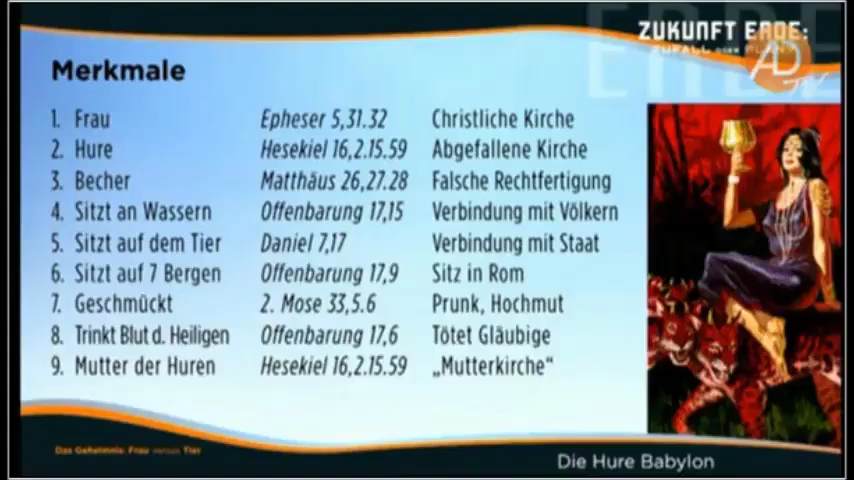 ZUKUNFT ERDE:
ZUFALL ODER PLAN?
AD
TV
Merkmale
1. Frau Epheser 5,31.32 Christliche Kirche
2. Hure Hesekiel 16,2.15.59 Abgefallene Kirche
3. Becher Matthäus 26,27.28 Falsche Rechtfertigung
4. Sitzt an Wassern Offenbarung 17,15 Verbindung mit Völkern
5. Sitzt auf dem Tier Daniel 7,17 Verbindung mit Staat
6. Sitzt auf 7 Bergen Offenbarung 17,9 Sitz in Rom
7. Geschmückt 2. Mose 33,5.6 Prunk, Hochmut
8. Trinkt Blut d. Heiligen Offenbarung 17,6 Tötet Gläubige
9. Mutter der Huren Hesekiel 16,2.15.59 „Mutterkirche“
Das Geheimnis: Frau versus Tier
Die Hure Babylon